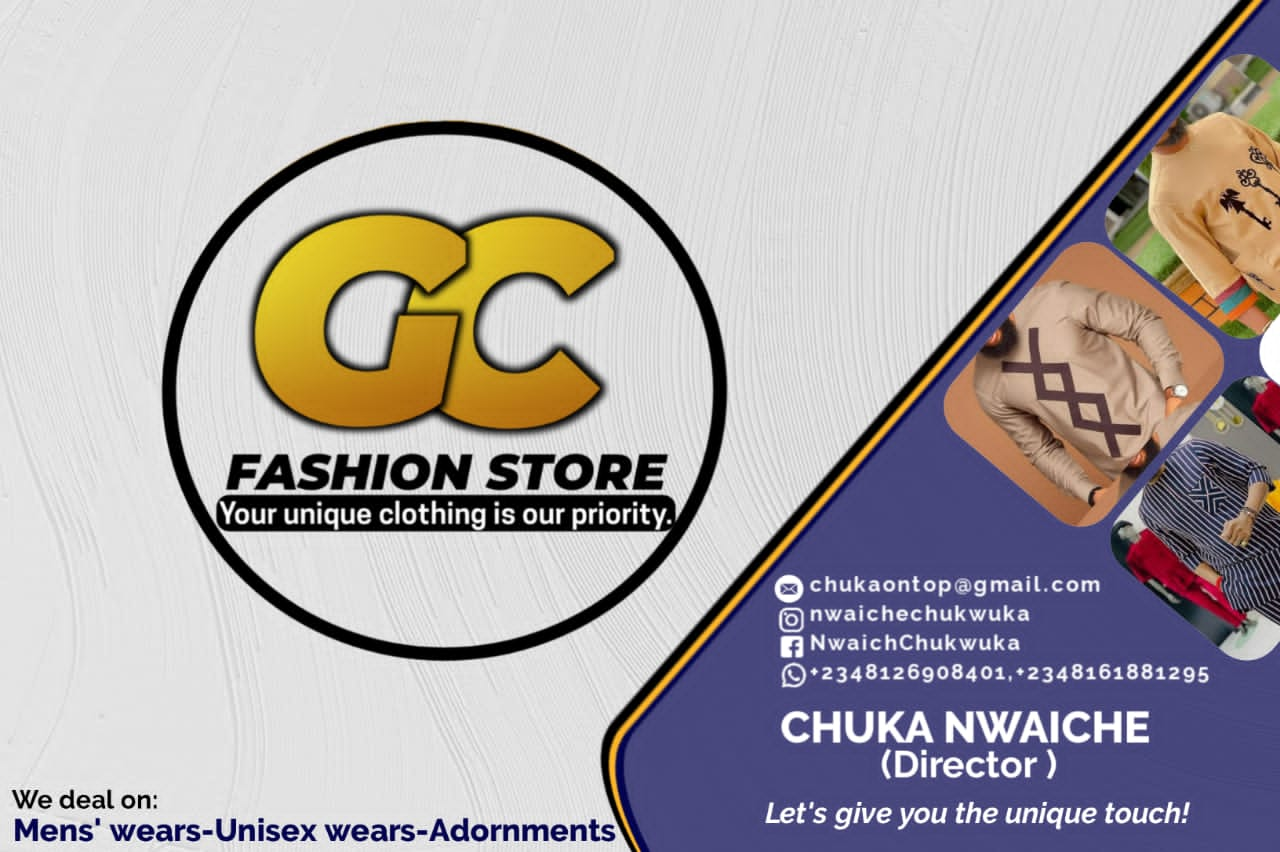 GC
FASHION STORE
Your unique clothing is our priority.
chukaontop@gmail.com
nwaichechukwuka
NwaichChukwuka
+2348126908401,+2348161881295
CHUKA NWAICHE
(Director )
Let's give you the unique touch!
We deal on:
Mens' wears-Unisex wears-Adornments